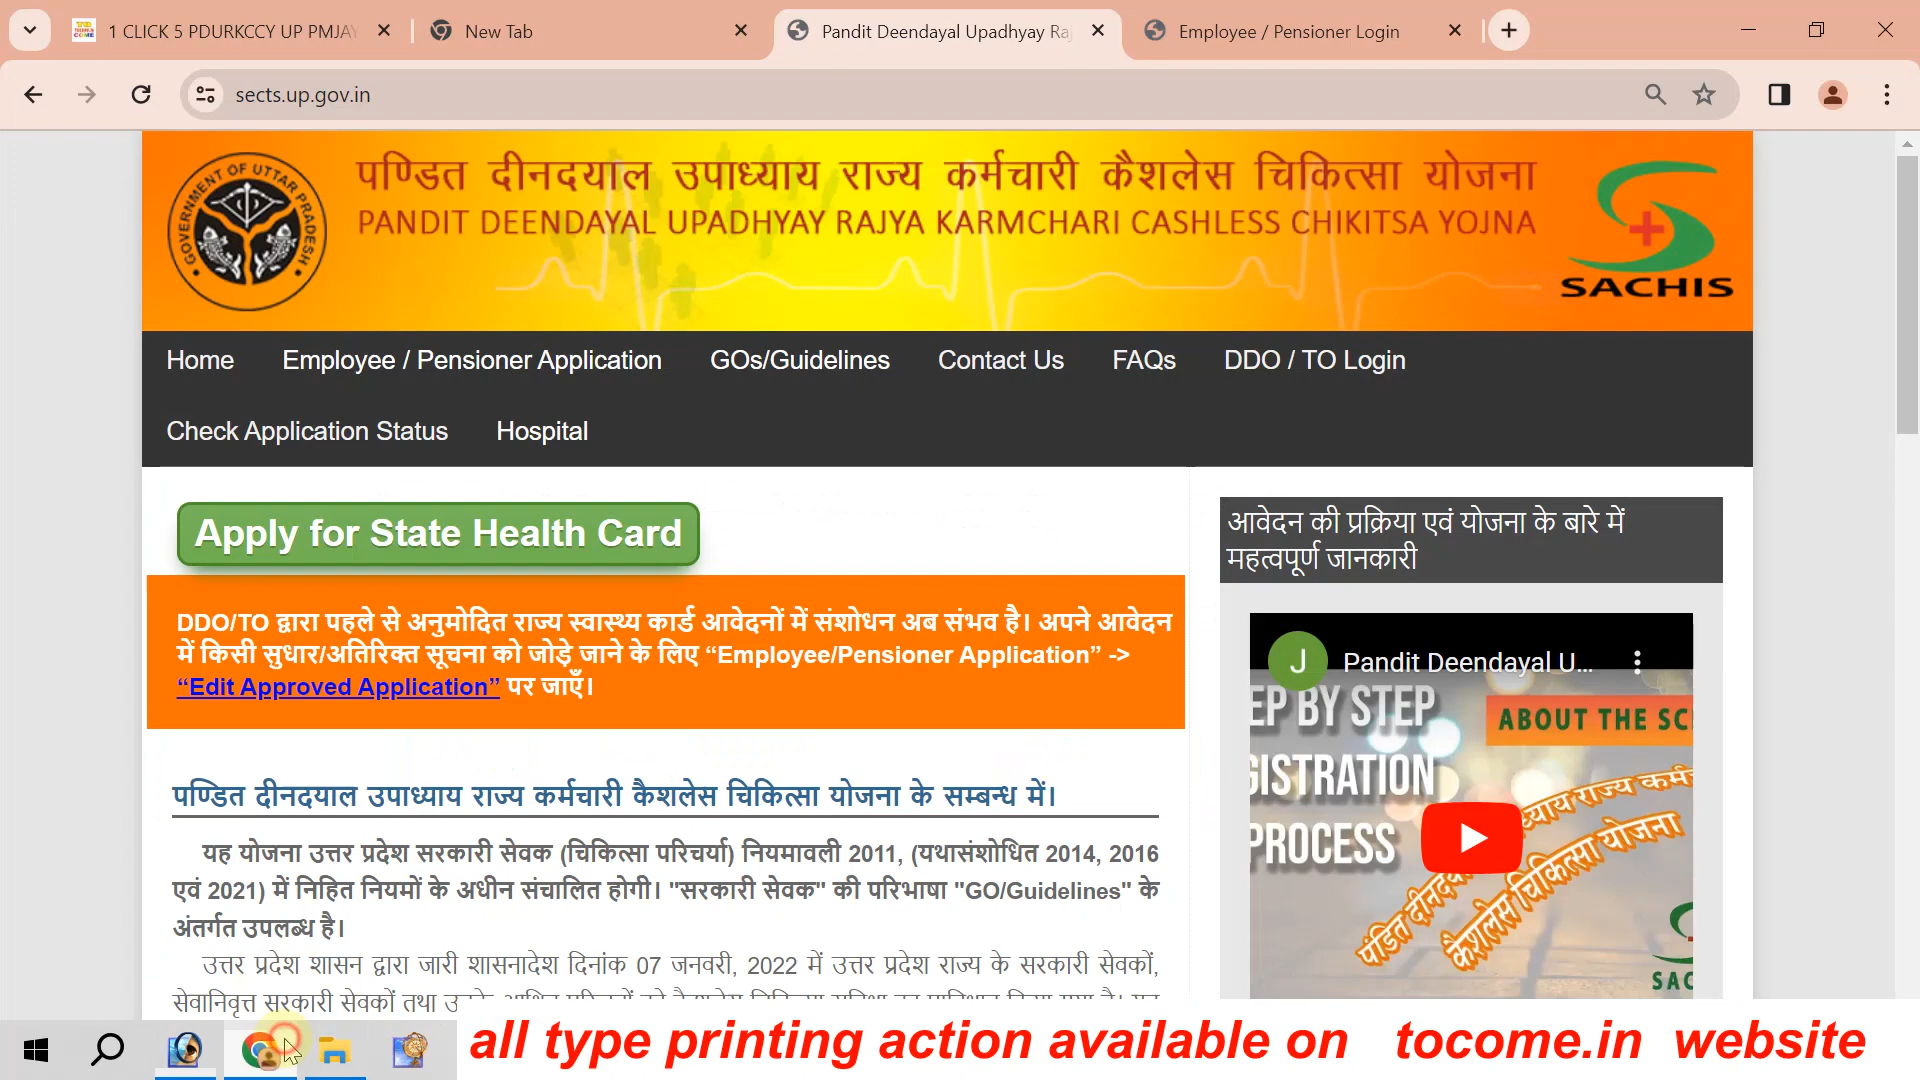 1 CLICK 5 PDURKCCY UP PMJAY
New Tab
Pandit Deendayal Upadhyay Raj
Employee / Pensioner Login
sects.up.gov.in
GOVERNMENT OF UTTAR PRADESH
पण्डित दीनदयाल उपाध्याय राज्य कर्मचारी कैशलेस चिकित्सा योजना
PANDIT DEENDAYAL UPADHYAY RAJYA KARMCHARI CASHLESS CHIKITSA YOJNA
SACHIS
Home Employee / Pensioner Application GOs/Guidelines Contact Us FAQs DDO / TO Login
Check Application Status Hospital
Apply for State Health Card
DDO/TO द्वारा पहले से अनुमोदित राज्य स्वास्थ्य कार्ड आवेदनों में संशोधन अब संभव है। अपने आवेदन
में किसी सुधार/अतिरिक्त सूचना को जोड़े जाने के लिए “Employee/Pensioner Application” ->
“Edit Approved Application” पर जाएँ।
पण्डित दीनदयाल उपाध्याय राज्य कर्मचारी कैशलेस चिकित्सा योजना के सम्बन्ध में।
यह योजना उत्तर प्रदेश सरकारी सेवक (चिकित्सा परिचर्या) नियमावली 2011, (यथासंशोधित 2014, 2016
एवं 2021) में निहित नियमों के अधीन संचालित होगी। "सरकारी सेवक" की परिभाषा "GO/Guidelines" के
अंतर्गत उपलब्ध है।
उत्तर प्रदेश शासन द्वारा जारी शासनादेश दिनांक 07 जनवरी, 2022 में उत्तर प्रदेश राज्य के सरकारी सेवकों,
सेवानिवृत्त सरकारी सेवकों तथा
आवेदन की प्रक्रिया एवं योजना के बारे में
महत्वपूर्ण जानकारी
J
Pandit Deendayal U...
EP BY STEP
ABOUT THE SC
GISTRATION
PROCESS
कैशलेस चिकित्सा योजना
all type printing action available on tocome.in website